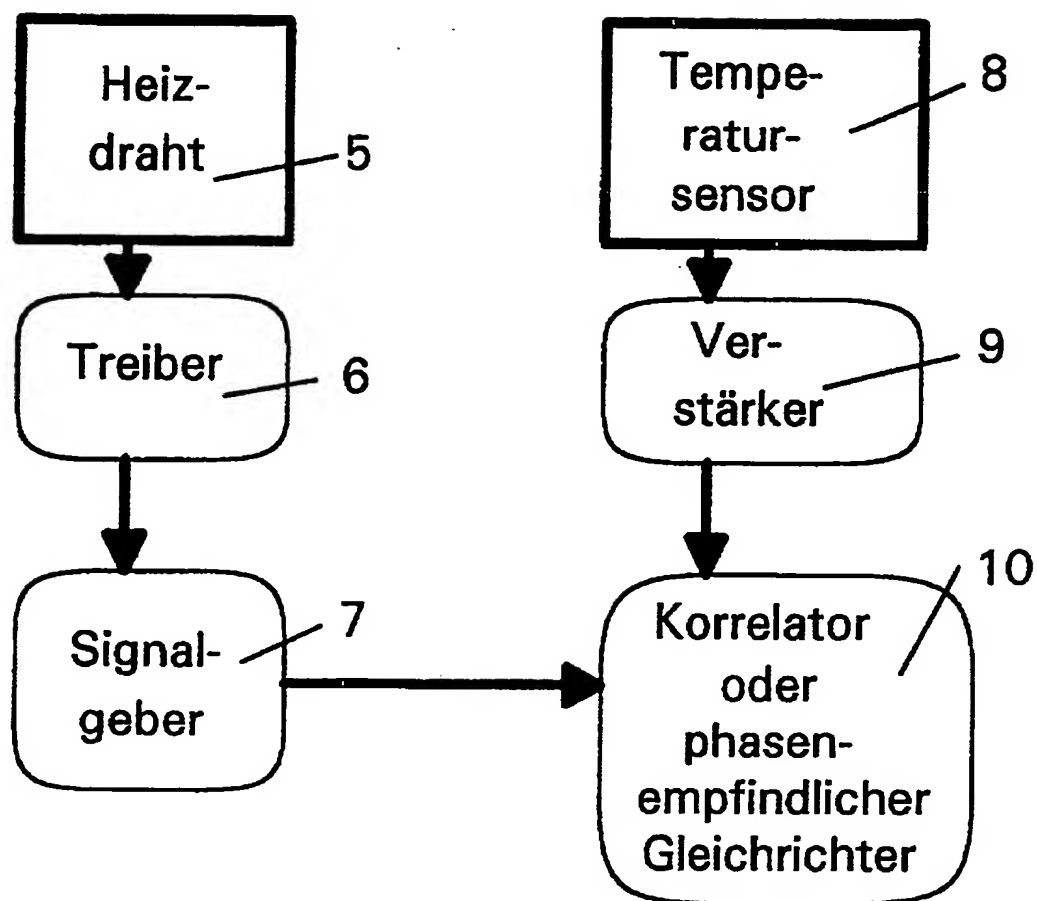 Heiz-
draht
5
Tempe-
ratur-
sensor
8
Treiber
6
Ver-
stärker
9
Signal-
geber
7
Korrelator
oder
phasen-
empfindlicher
Gleichrichter
10